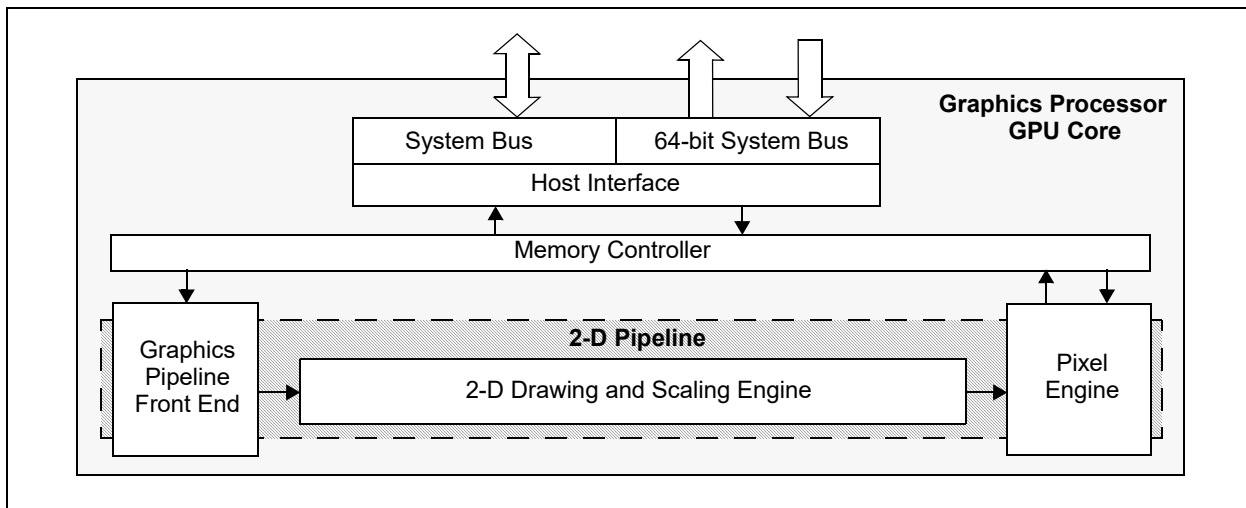 Graphics Processor
GPU Core
System Bus
64-bit System Bus
Host Interface
Memory Controller
2-D Pipeline
Graphics
Pipeline
Front End
2-D Drawing and Scaling Engine
Pixel
Engine